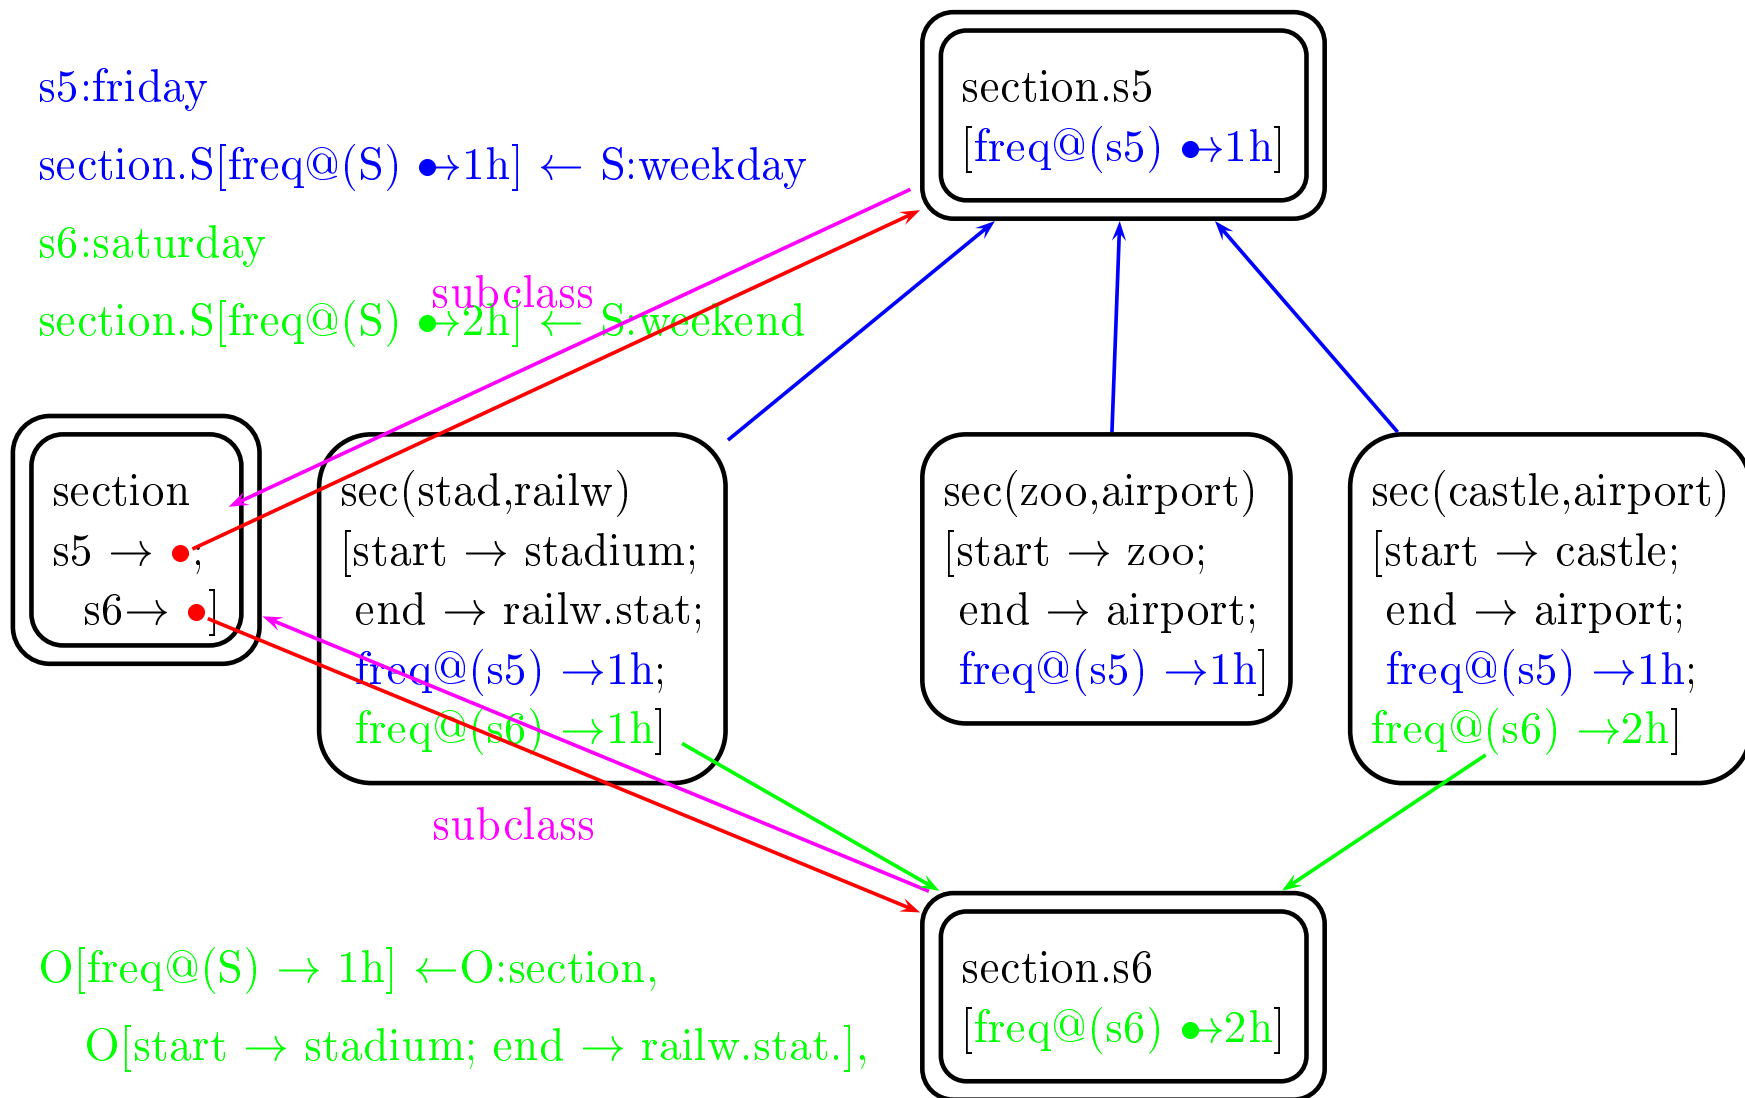 s5:friday
section.S[freq@(S) ●→1h] ← S:weekday
s6:saturday
subclass
section.S[freq@(S) ●→2h] ← S:weekend
section.s5
[freq@(s5) ●→1h]
section
s5 → ●;
s6→ ●]
sec(stad,railw)
[start → stadium;
end → railw.stat;
freq@(s5) →1h;
freq@(s6) →1h]
sec(zoo,airport)
[start → zoo;
end → airport;
freq@(s5) →1h]
sec(castle,airport)
[start → castle;
end → airport;
freq@(s5) →1h;
freq@(s6) →2h]
subclass
section.s6
[freq@(s6) ●→2h]
O[freq@(S) → 1h] ←O:section,
O[start → stadium; end → railw.stat.],